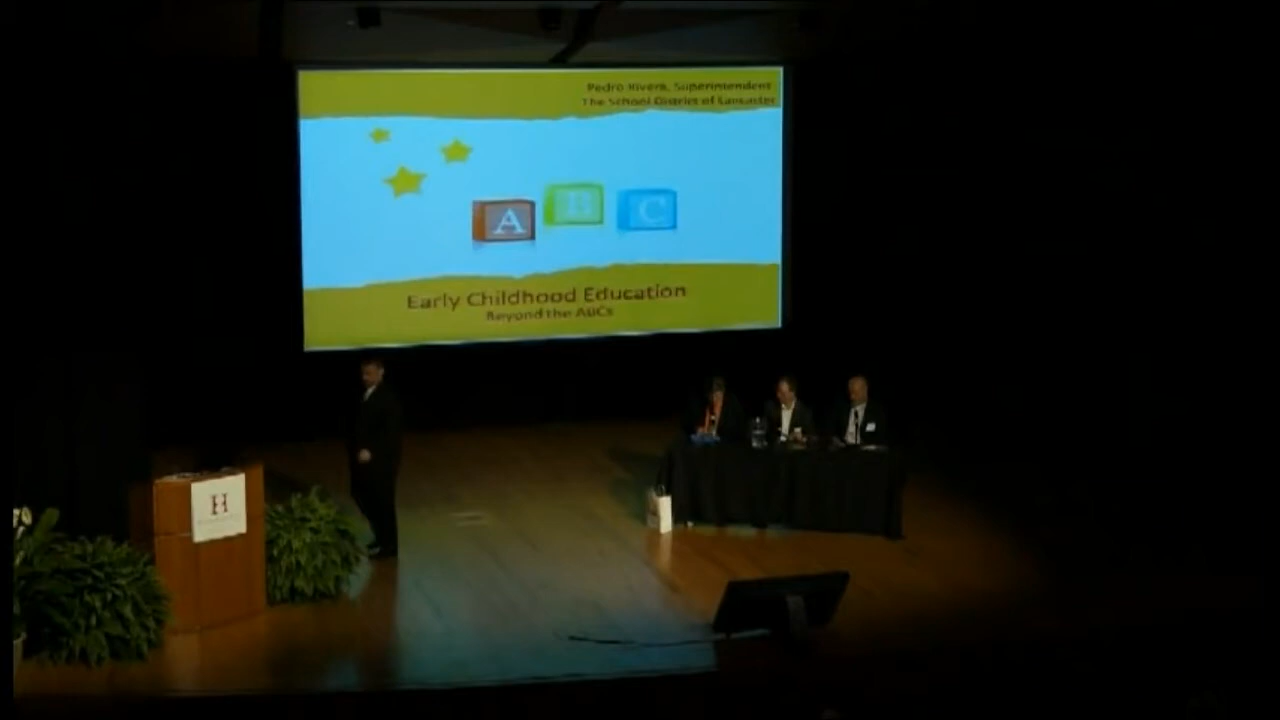 Pedro Rivera, Superintendent
The School District of Lancaster
A B C
Early Childhood Education
Beyond the ABCs
H